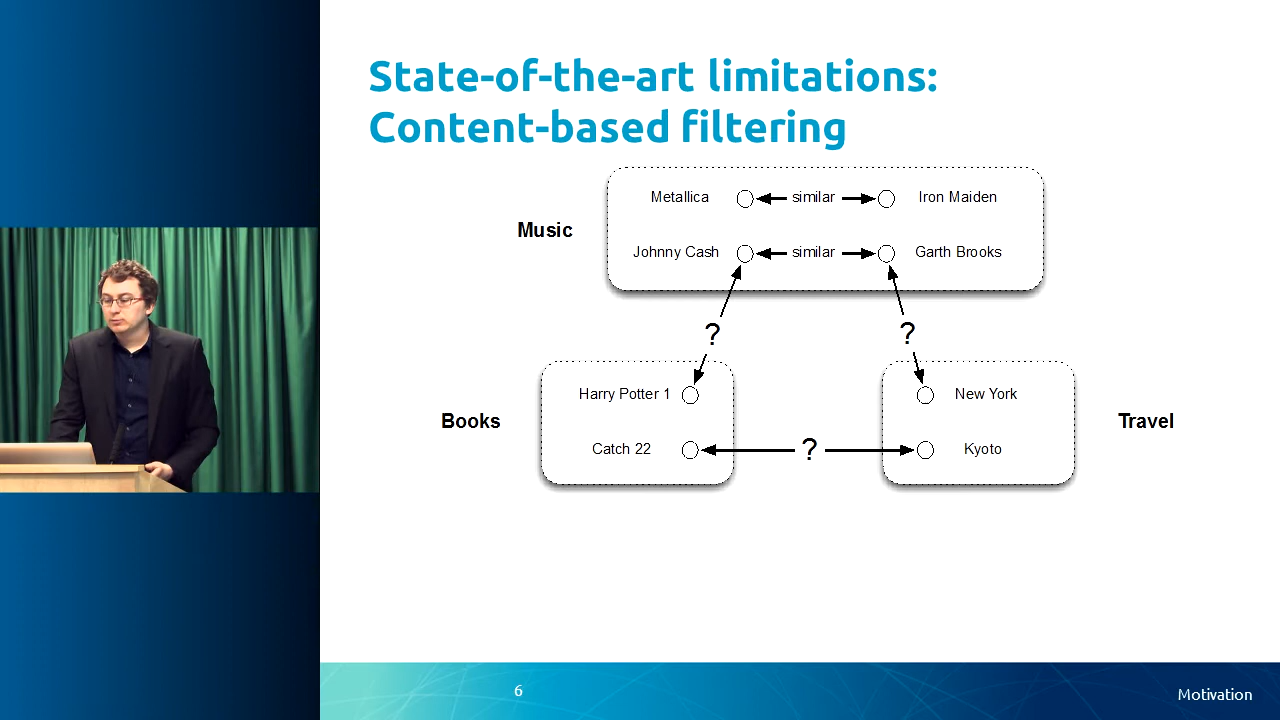 State-of-the-art limitations:
Content-based filtering
Music
Metallica similar Iron Maiden
Johnny Cash similar Garth Brooks
? ?
Books
Harry Potter 1
Catch 22
?
New York
Kyoto
Travel
6
Motivation